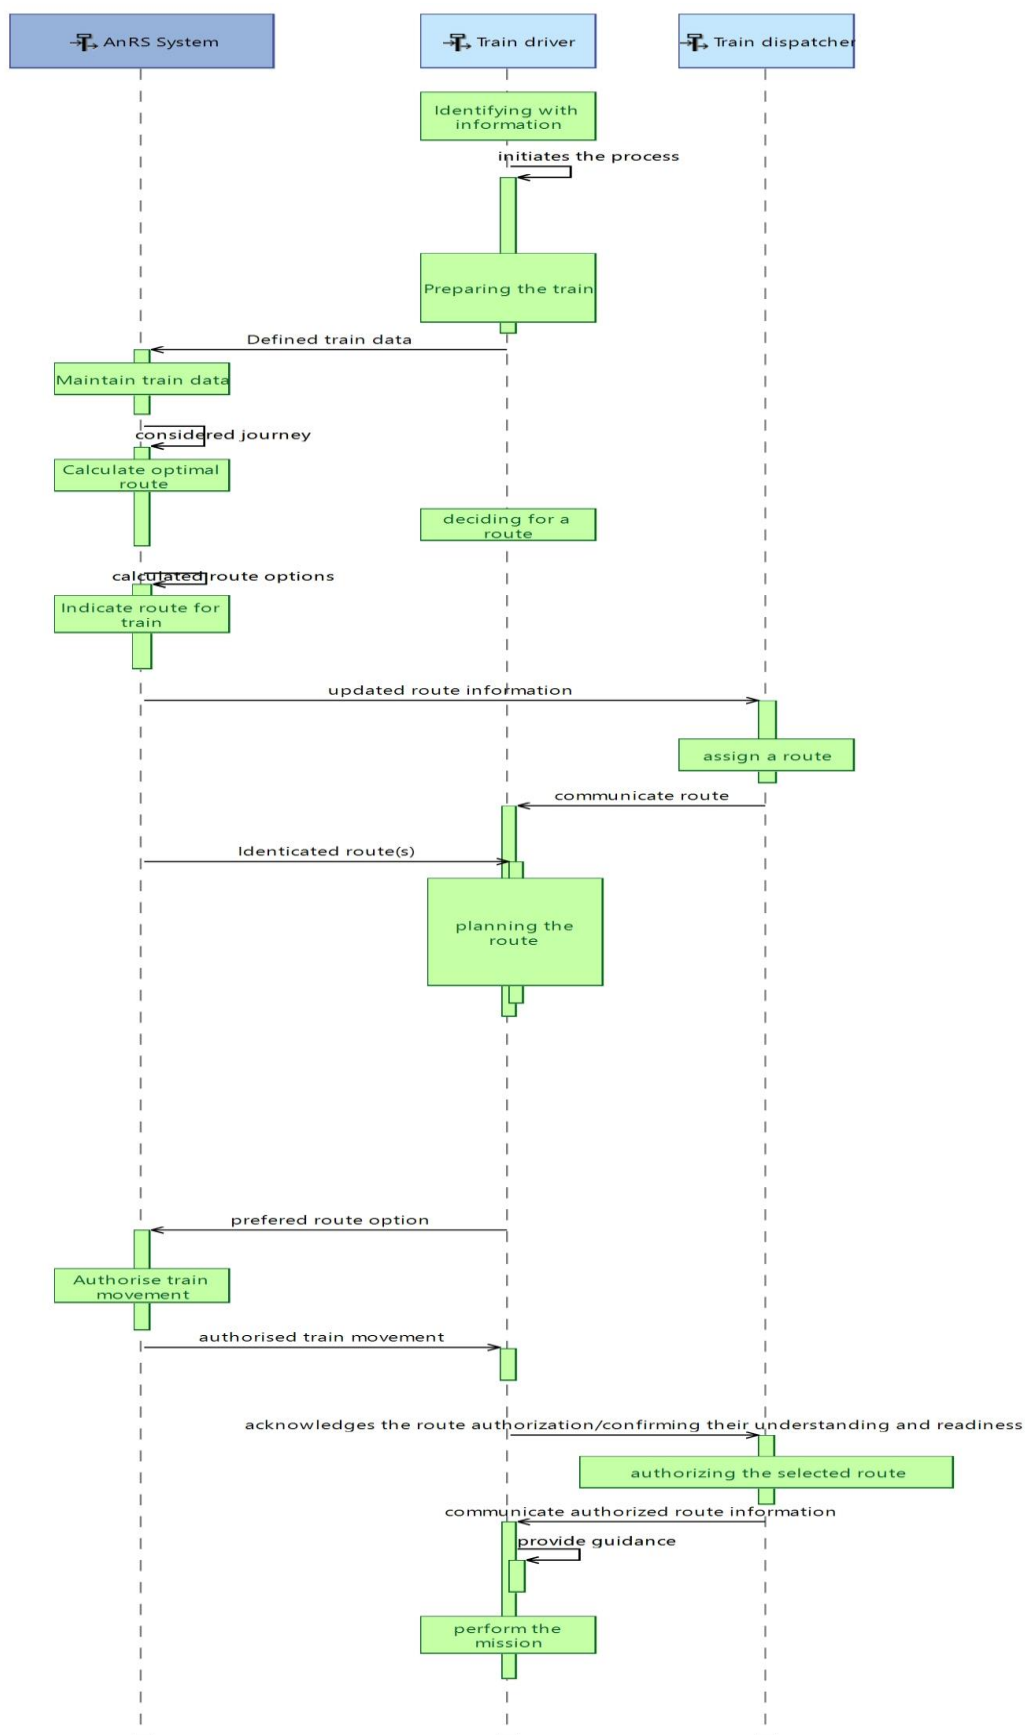 AnRS System
Train driver
Train dispatcher
Identifying with
information
initiates the process
Preparing the train
Defined train data
Maintain train data
considered journey
Calculate optimal
route
deciding for a
route
calculated route options
Indicate route for
train
updated route information
assign a route
communicate route
Identicated route(s)
planning the
route
prefered route option
Authorise train
movement
authorised train movement
acknowledges the route authorization/confirming their understanding and readiness
authorizing the selected route
communicate authorized route information
provide guidance
perform the
mission